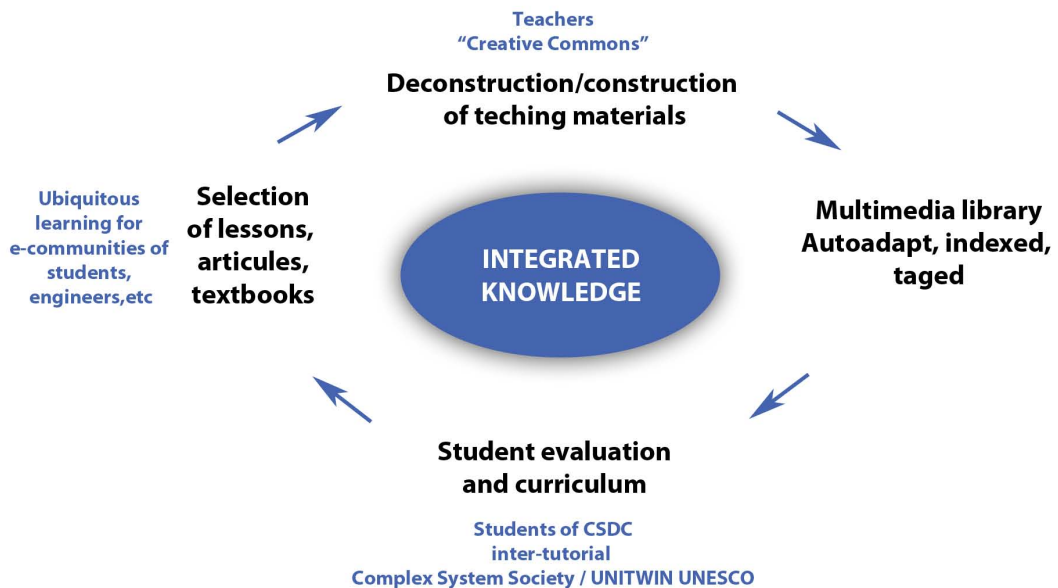 Teachers
“Creative Commons”
Deconstruction/construction
of teching materials
Ubiquitous
learning for
e-communities of
students,
engineers,etc
Selection
of lessons,
articules,
textbooks
INTEGRATED
KNOWLEDGE
Multimedia library
Autoadapt, indexed,
taged
Student evaluation
and curriculum
Students of CSDC
inter-tutorial
Complex System Society / UNITWIN UNESCO